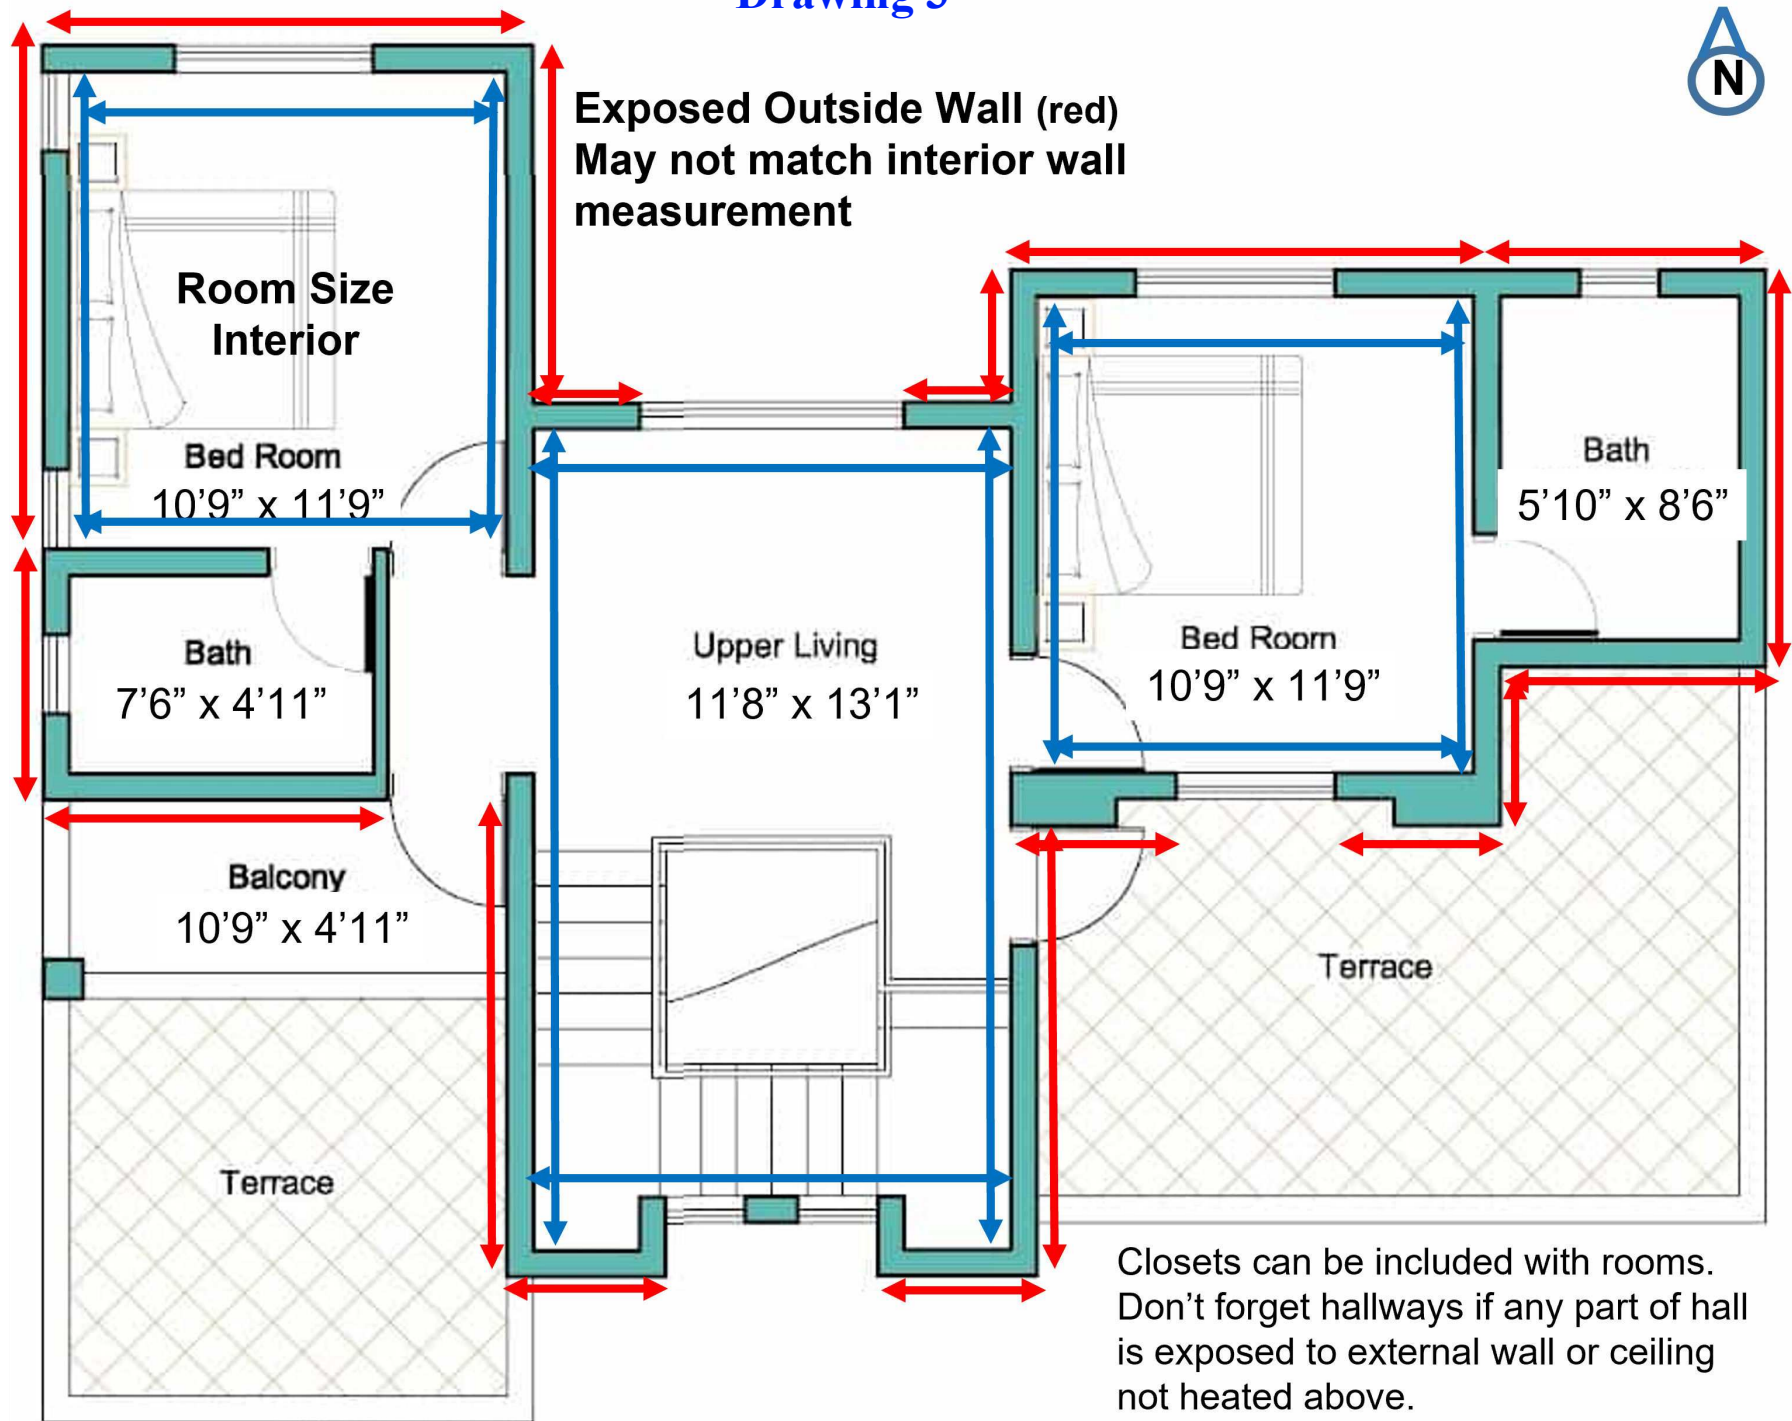 Drawing 3
N
Exposed Outside Wall (red)
May not match interior wall
measurement
Room Size
Interior
Bed Room
10’9” x 11’9”
Bath
5’10” x 8’6”
Bath
7’6” x 4’11”
Upper Living
11’8” x 13’1”
Bed Room
10’9” x 11’9”
Balcony
10’9” x 4’11”
Terrace
Terrace
Closets can be included with rooms.
Don’t forget hallways if any part of hall
is exposed to external wall or ceiling
not heated above.